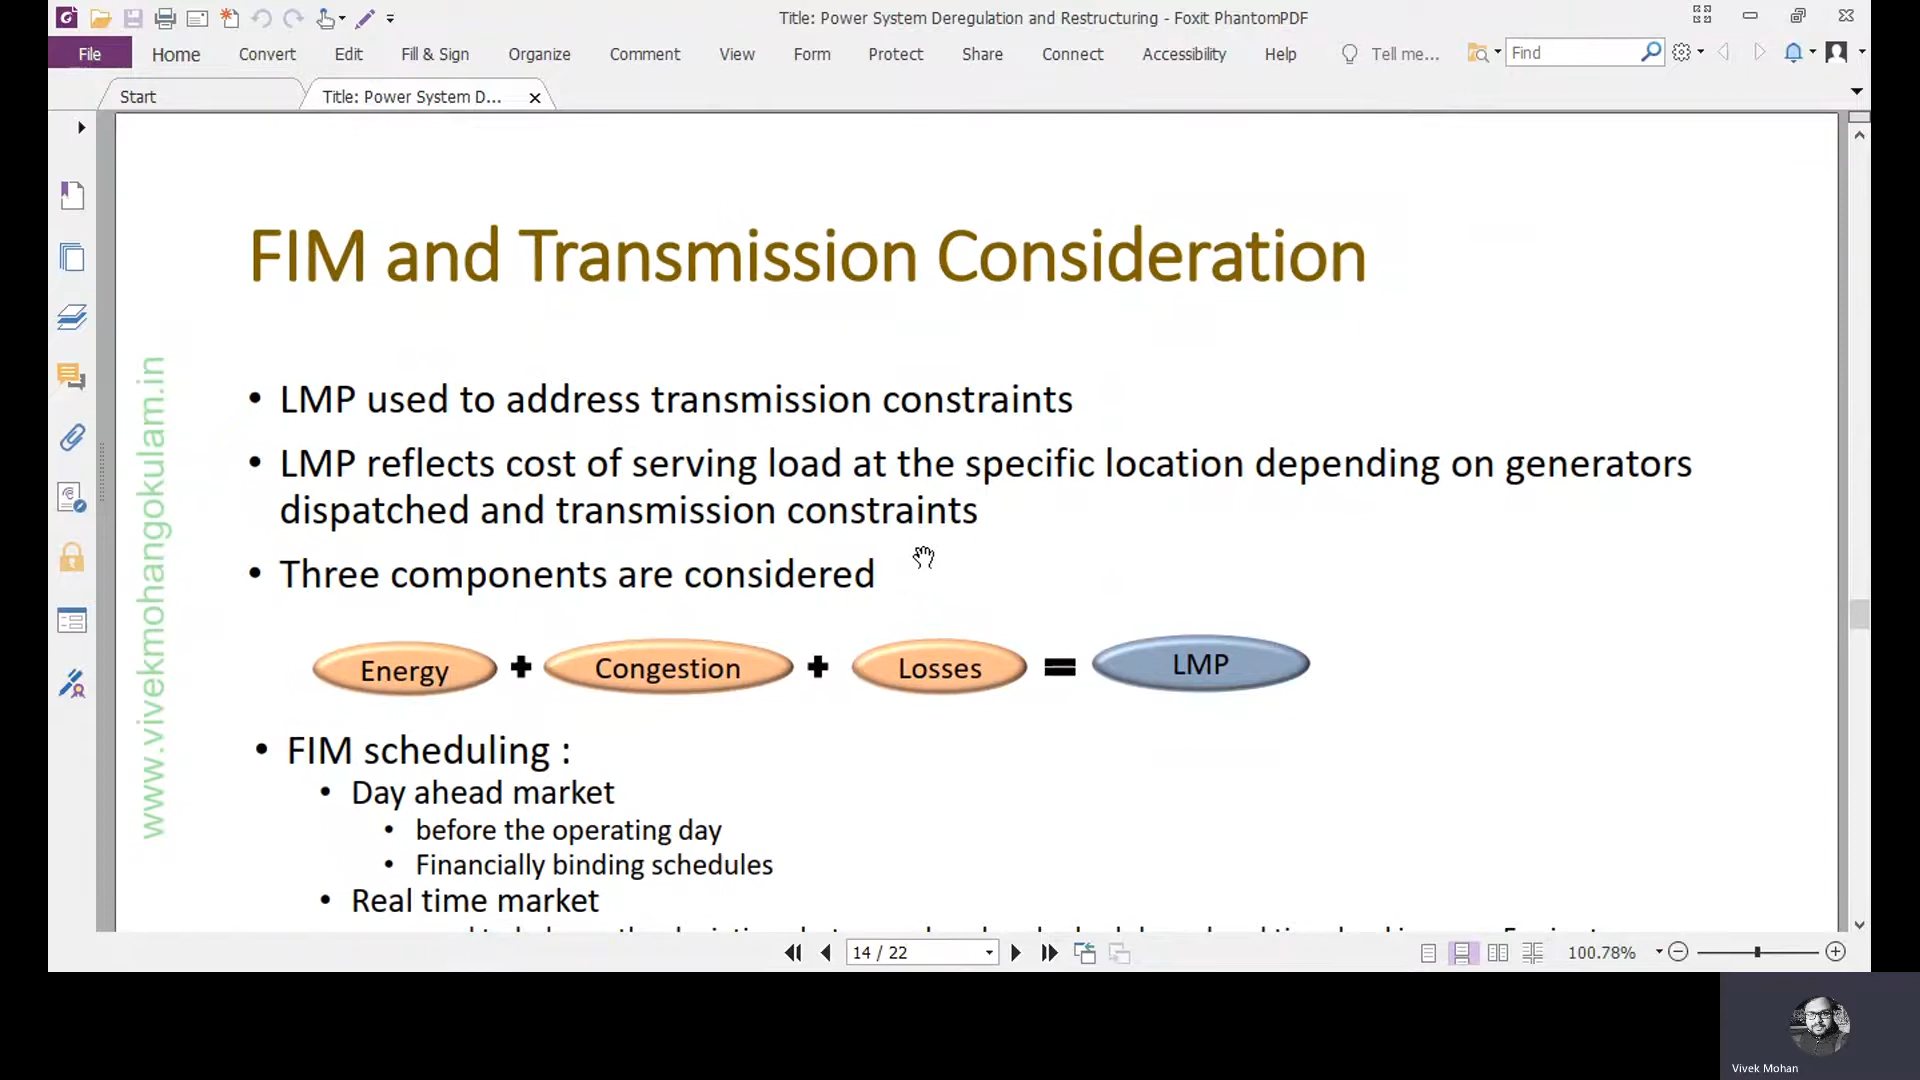 Title: Power System Deregulation and Restructuring - Foxit PhantomPDF
File Home Convert Edit Fill & Sign Organize Comment View Form Protect Share Connect Accessibility Help Tell me... Find
Start Title: Power System D...
FIM and Transmission Consideration
www.vivekmohangokulam.in
• LMP used to address transmission constraints
• LMP reflects cost of serving load at the specific location depending on generators
dispatched and transmission constraints
• Three components are considered
Energy + Congestion + Losses = LMP
• FIM scheduling :
• Day ahead market
• before the operating day
• Financially binding schedules
• Real time market
14 / 22 100.78%
Vivek Mohan